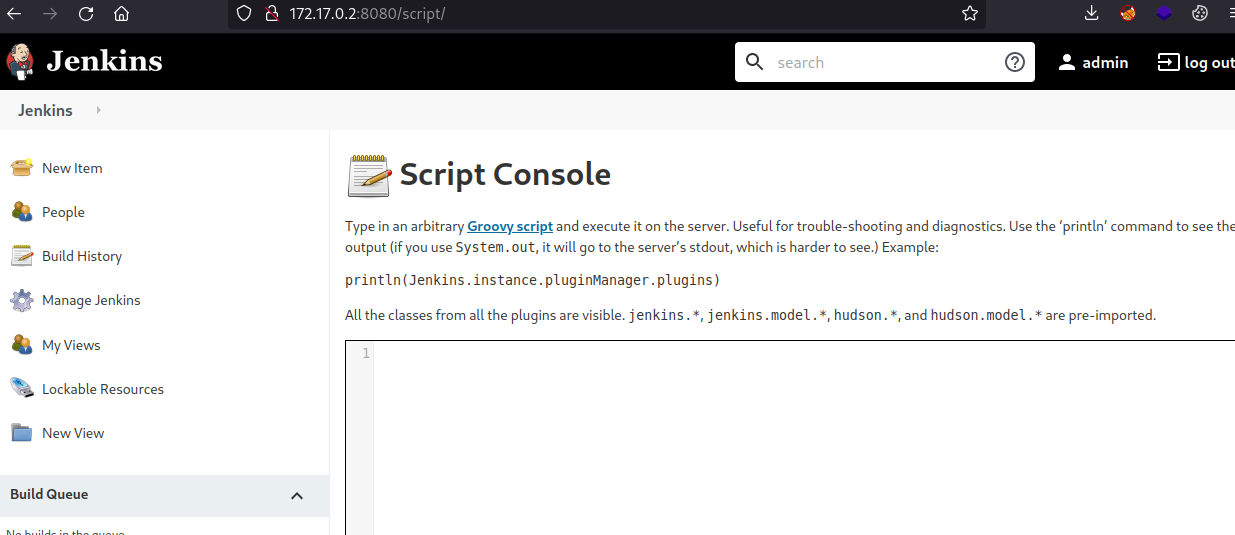 172.17.0.2:8080/script/
Jenkins
search
admin
log out
Jenkins
New Item
People
Build History
Manage Jenkins
My Views
Lockable Resources
New View
Build Queue
No builds in the queue.
Script Console
Type in an arbitrary Groovy script and execute it on the server. Useful for trouble-shooting and diagnostics. Use the ‘println’ command to see the
output (if you use System.out, it will go to the server’s stdout, which is harder to see.) Example:
println(Jenkins.instance.pluginManager.plugins)
All the classes from all the plugins are visible. jenkins.*, jenkins.model.*, hudson.*, and hudson.model.* are pre-imported.
1